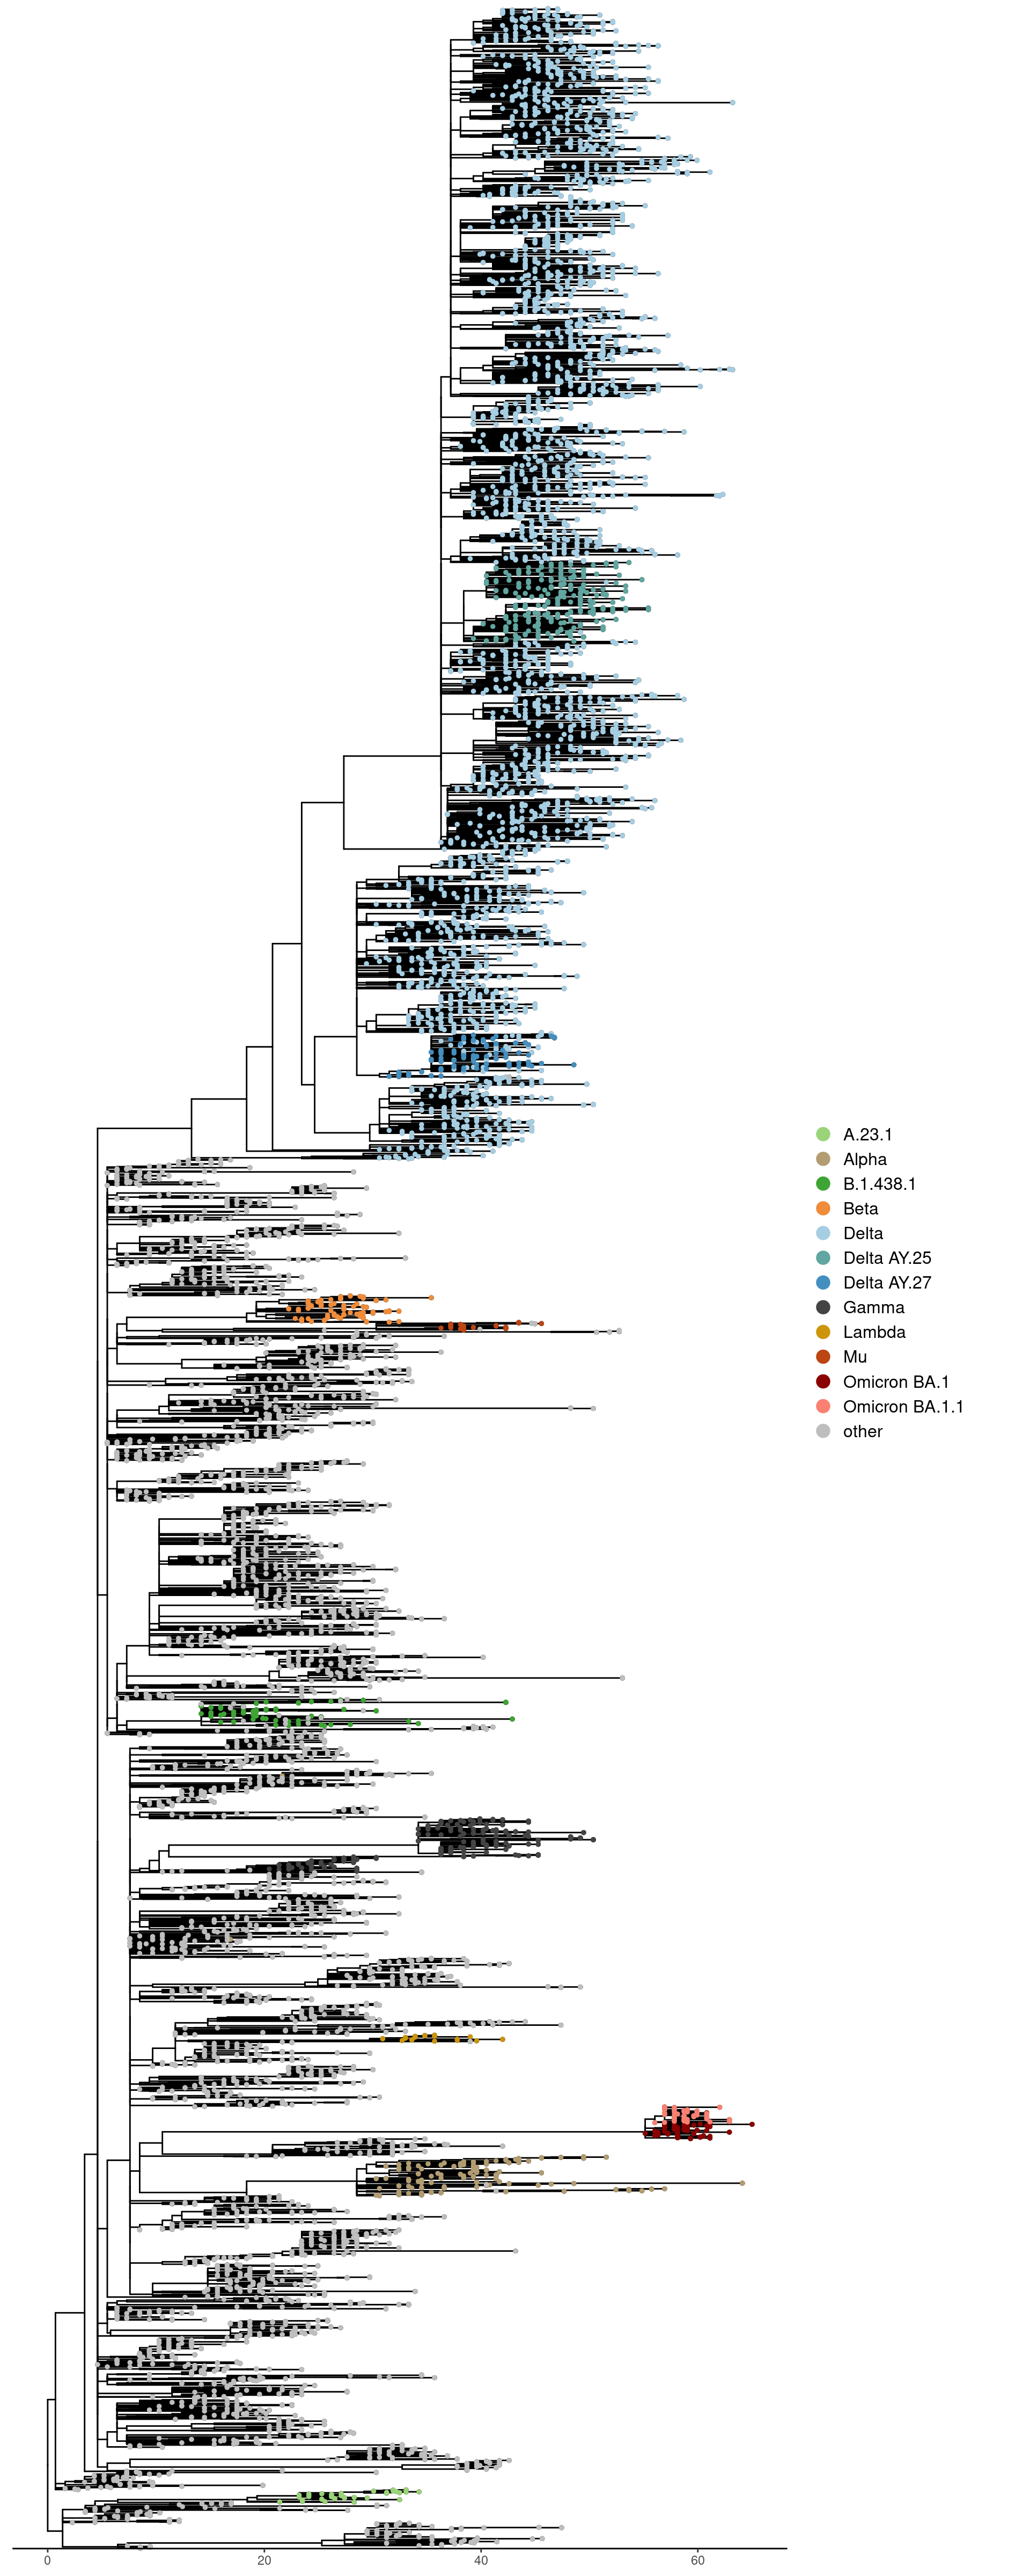 A.23.1
Alpha
B.1.438.1
Beta
Delta
Delta AY.25
Delta AY.27
Gamma
Lambda
Mu
Omicron BA.1
Omicron BA.1.1
other
0 20 40 60